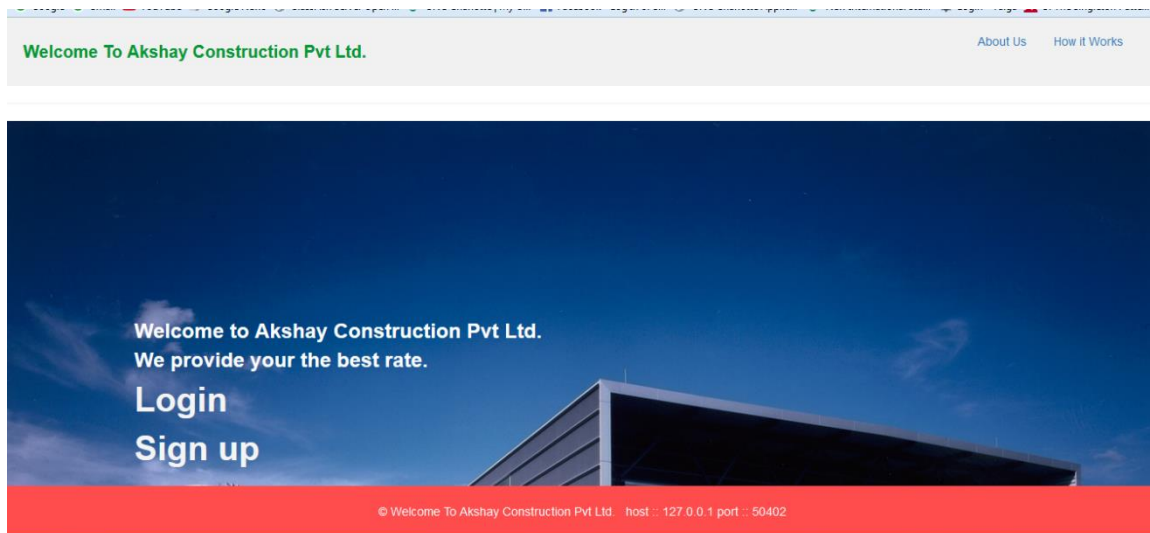 Welcome To Akshay Construction Pvt Ltd.
About Us How it Works
Welcome to Akshay Construction Pvt Ltd.
We provide your the best rate.
Login
Sign up
© Welcome To Akshay Construction Pvt Ltd. host :: 127.0.0.1 port :: 50402